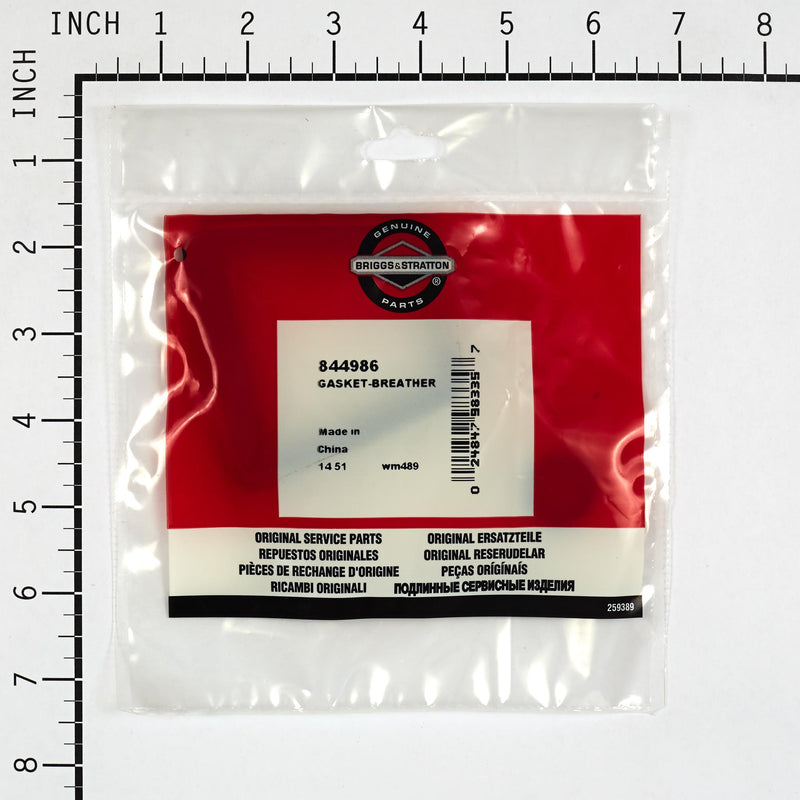 INCH 1 2 3 4 5 6 7 8
INCH 1 2 3 4 5 6 7 8
GENUINE
BRIGGS&STRATTON
®
PARTS
844986
GASKET-BREATHER
Made in
China
14 51 wm489
0 24847 58335 7
ORIGINAL SERVICE PARTS ORIGINAL ERSATZTEILE
REPUESTOS ORIGINALES ORIGINAL RESERUDELAR
PIÈCES DE RECHANGE D'ORIGINE PEÇAS ORÍGÍNAÍS
RICAMBI ORIGINALI ПОДЛИННЫЕ СЕРВИСНЫЕ ИЗДЕЛИЯ
259389